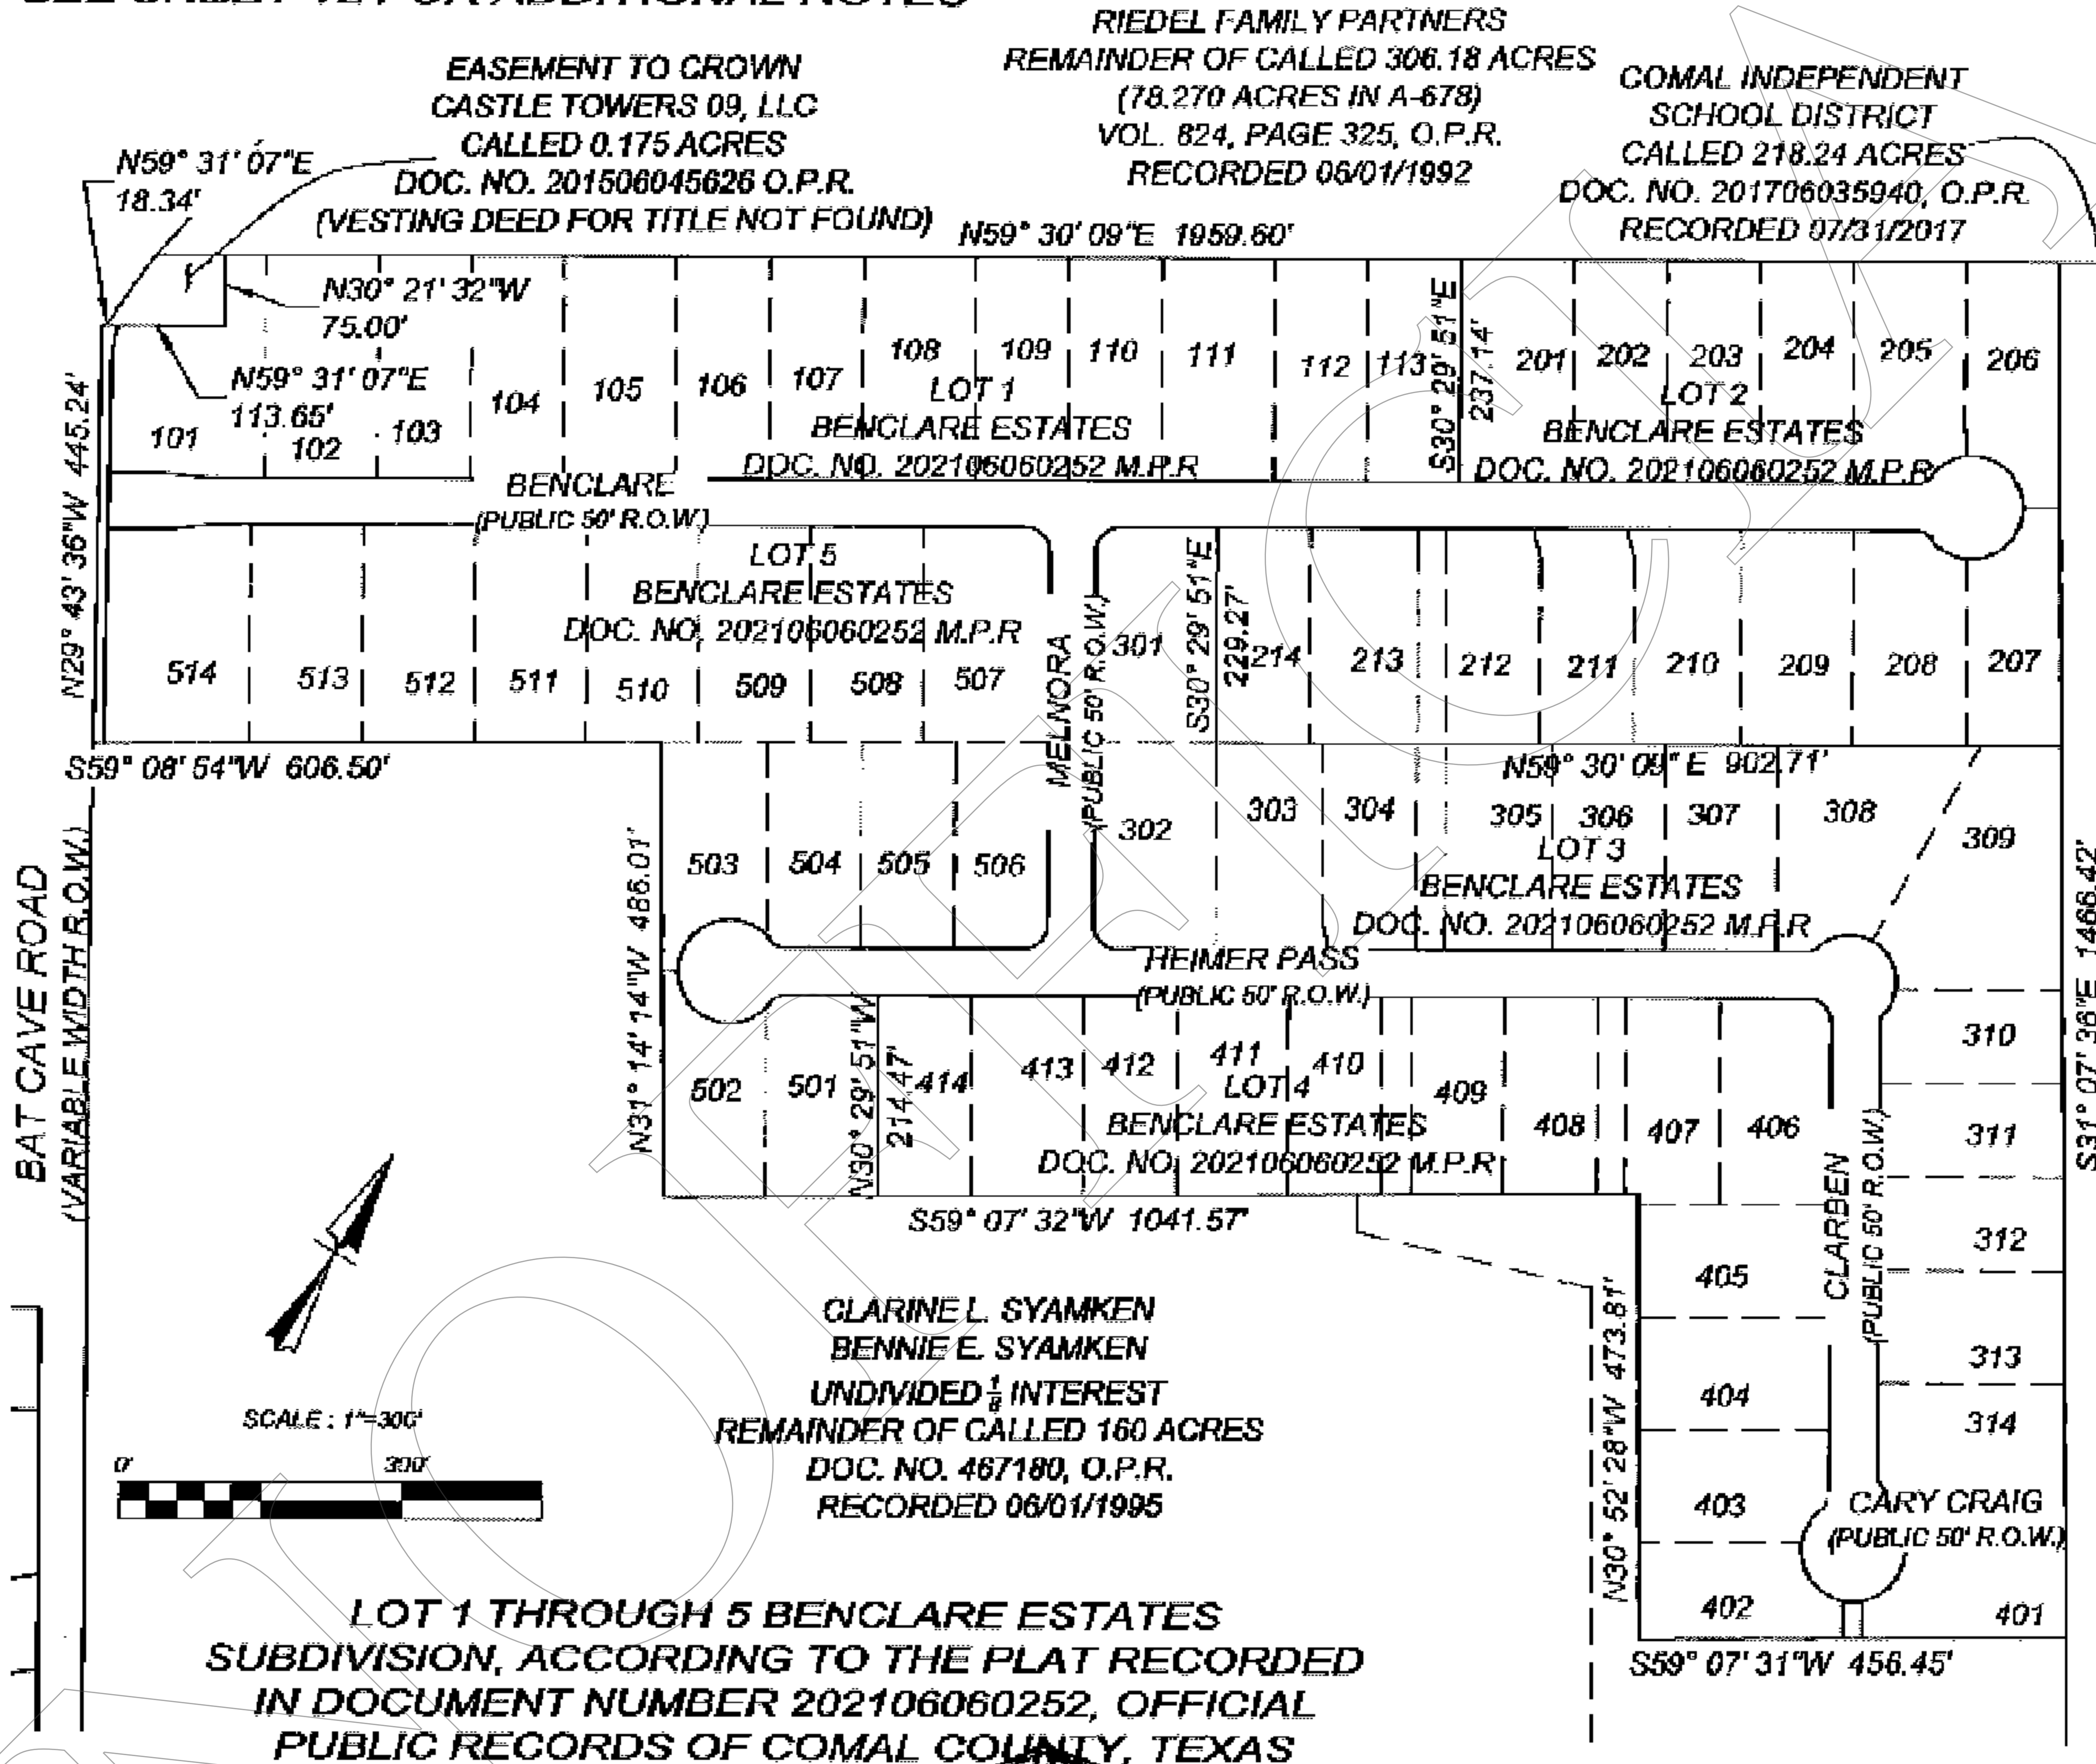 RIEDEL FAMILY PARTNERS
REMAINDER OF CALLED 306.18 ACRES
(78.270 ACRES IN A-678)
VOL. 824, PAGE 325, O.P.R.
RECORDED 06/01/1992
EASEMENT TO CROWN
CASTLE TOWERS 09, LLC
CALLED 0.175 ACRES
DOC. NO. 201506045626 O.P.R.
(VESTING DEED FOR TITLE NOT FOUND)
COMAL INDEPENDENT
SCHOOL DISTRICT
CALLED 218.24 ACRES
DOC. NO. 201706035940, O.P.R.
RECORDED 07/31/2017
N59° 31' 07"E
18.34'
N59° 30' 09"E 1959.60'
N30° 21' 32"W
75.00'
N59° 31' 07"E
113.65'
101
102
103
104
105
106
107
108
109
110
111
112
113
LOT 1
BENCLARE ESTATES
DOC. NO. 202106060252 M.P.R
S30° 29' 51"E
237.14'
201
202
203
204
205
206
LOT 2
BENCLARE ESTATES
DOC. NO. 202106060252 M.P.R
N29° 43' 36"W 445.24'
BENCLARE
(PUBLIC 50' R.O.W.)
LOT 5
BENCLARE ESTATES
DOC. NO. 202106060252 M.P.R
514
513
512
511
510
509
508
507
MELNORA
(PUBLIC 50' R.O.W.)
301
S30° 29' 51"E
229.27'
214
213
212
211
210
209
208
207
S59° 08' 54"W 606.50'
N59° 30' 09"E 902.71'
503
504
505
506
302
303
304
305
306
307
308
309
LOT 3
BENCLARE ESTATES
DOC. NO. 202106060252 M.P.R
BAT CAVE ROAD
(VARIABLE WIDTH R.O.W.)
N31° 14' 14"W 486.01'
HEIMER PASS
(PUBLIC 50' R.O.W.)
S31° 07' 36"E 1466.42'
502
501
N30° 29' 51"W
214.47'
414
413
412
411
410
409
408
407
406
LOT 4
BENCLARE ESTATES
DOC. NO. 202106060252 M.P.R
310
311
312
313
314
CLARBEN
(PUBLIC 50' R.O.W.)
S59° 07' 32"W 1041.57'
405
404
403
402
401
N30° 52' 28"W 473.81'
CARY CRAIG
(PUBLIC 50' R.O.W.)
S59° 07' 31"W 456.45'
CLARINE L. SYAMKEN
BENNIE E. SYAMKEN
UNDIVIDED INTEREST
REMAINDER OF CALLED 160 ACRES
DOC. NO. 467180, O.P.R.
RECORDED 06/01/1995
SCALE : 1"=300'
0' 300'
LOT 1 THROUGH 5 BENCLARE ESTATES
SUBDIVISION, ACCORDING TO THE PLAT RECORDED
IN DOCUMENT NUMBER 202106060252, OFFICIAL
PUBLIC RECORDS OF COMAL COUNTY, TEXAS